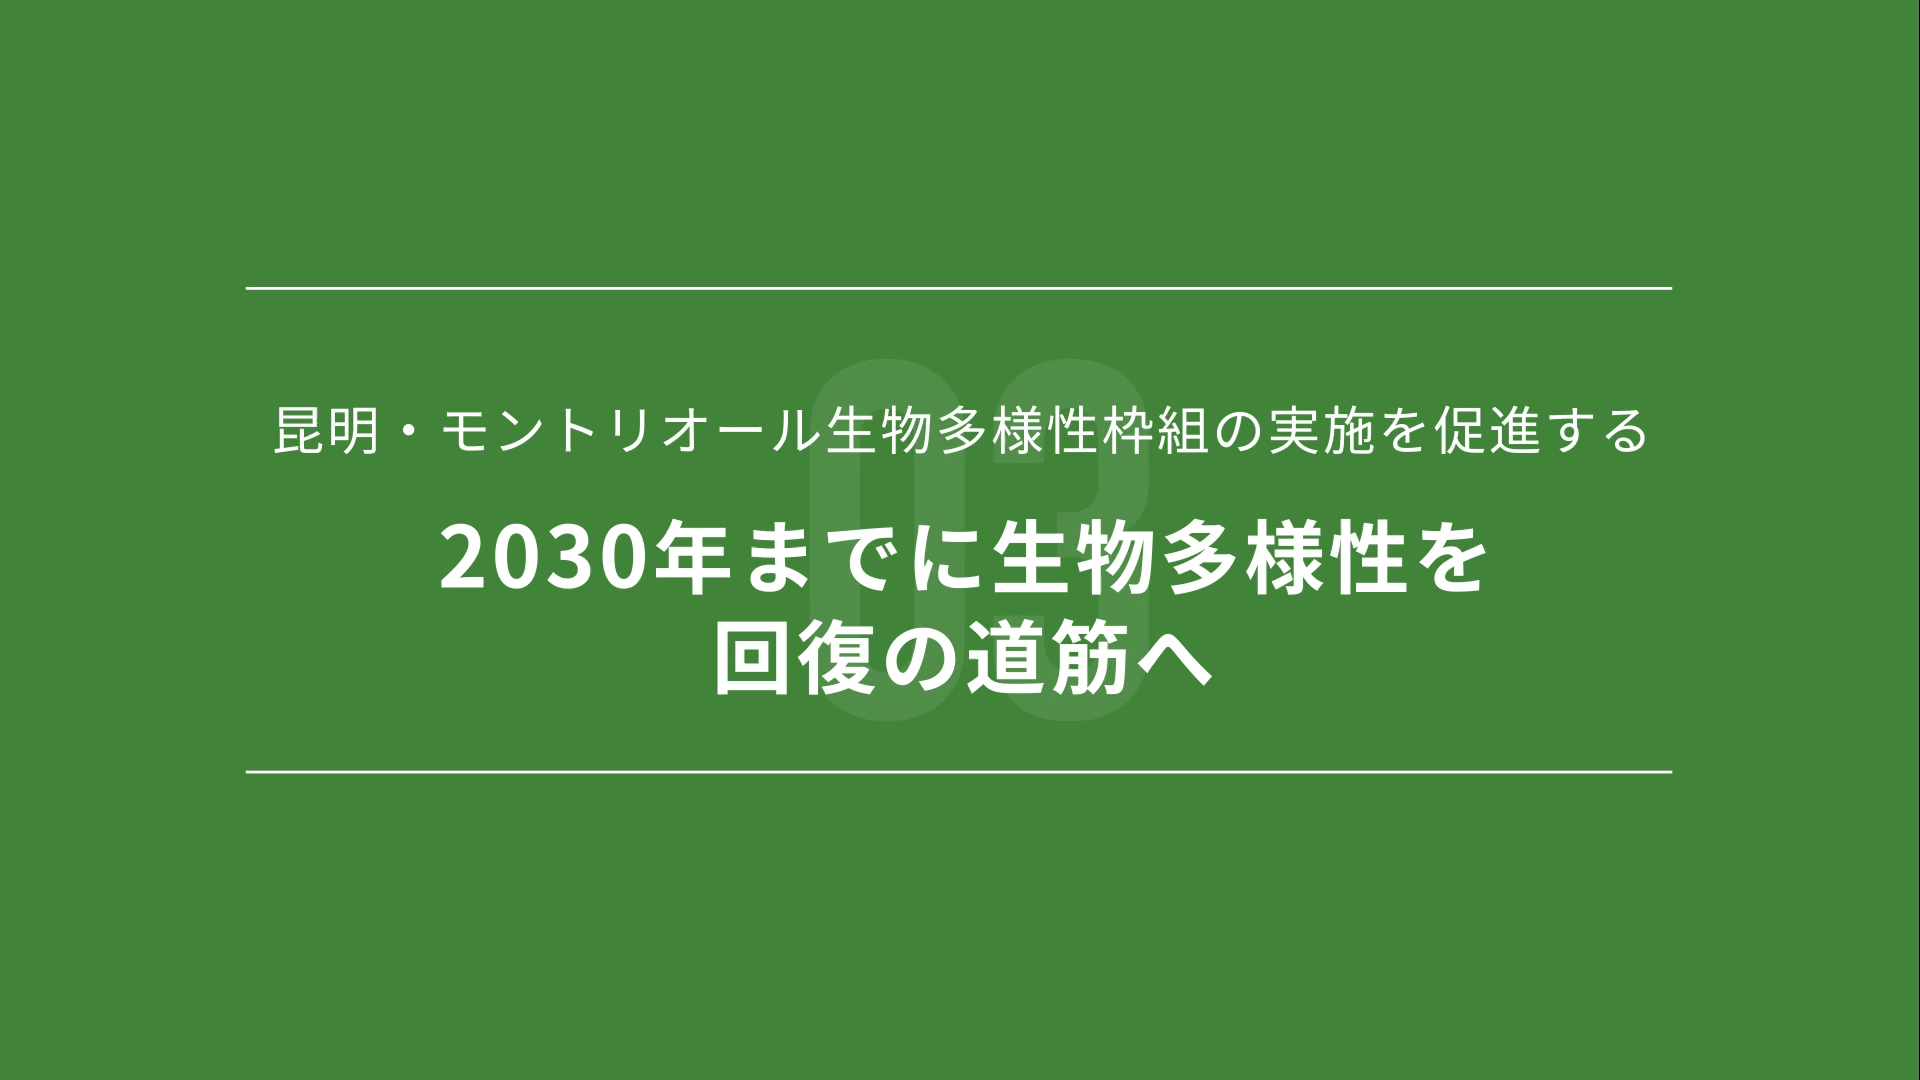 03
昆明・モントリオール生物多様性枠組の実施を促進する
2030年までに生物多様性を
回復の道筋へ